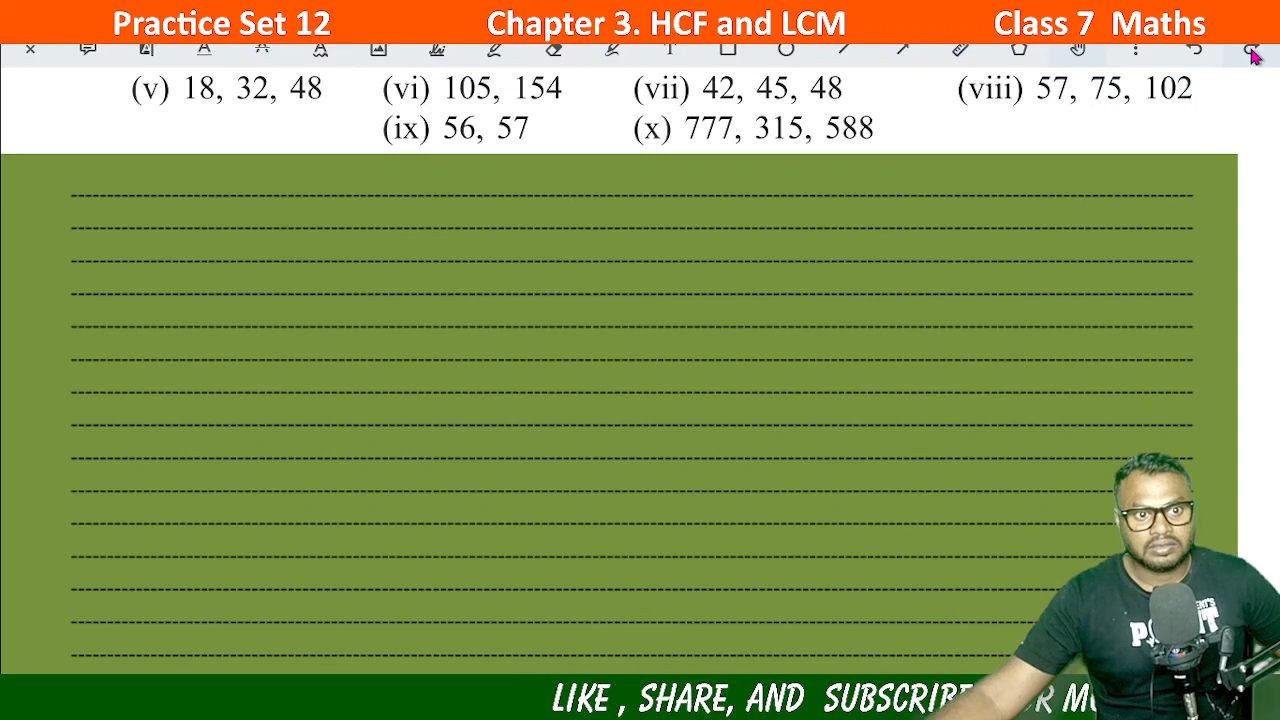 Practice Set 12 Chapter 3. HCF and LCM Class 7 Maths
(v) 18, 32, 48 (vi) 105, 154 (vii) 42, 45, 48 (viii) 57, 75, 102
(ix) 56, 57 (x) 777, 315, 588
LIKE , SHARE, AND SUBSCRIBE